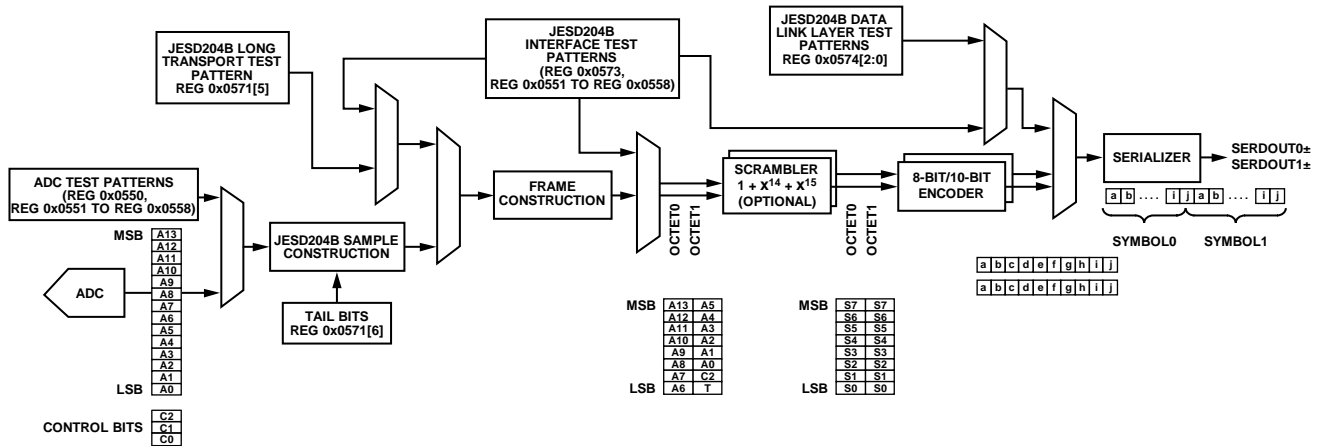 JESD204B LONG
TRANSPORT TEST
PATTERN
REG 0x0571[5]
JESD204B
INTERFACE TEST
PATTERNS
(REG 0x0573,
REG 0x0551 TO REG 0x0558)
JESD204B DATA
LINK LAYER TEST
PATTERNS
REG 0x0574[2:0]
ADC TEST PATTERNS
(REG 0x0550,
REG 0x0551 TO REG 0x0558)
MSB
A13
A12
A11
A10
A9
A8
A7
A6
A5
A4
A3
A2
A1
LSB A0
CONTROL BITS
C2
C1
C0
ADC
JESD204B SAMPLE
CONSTRUCTION
TAIL BITS
REG 0x0571[6]
FRAME
CONSTRUCTION
OCTET0
OCTET1
SCRAMBLER
1 + X14 + X15
(OPTIONAL)
OCTET0
OCTET1
8-BIT/10-BIT
ENCODER
SERIALIZER
SERDOUT0±
SERDOUT1±
a b .... i j a b .... i j
SYMBOL0 SYMBOL1
a b c d e f g h i j
a b c d e f g h i j
MSB A13 A5
A12 A4
A11 A3
A10 A2
A9 A1
A8 A0
A7 C2
LSB A6 T
MSB S7 S7
S6 S6
S5 S5
S4 S4
S3 S3
S2 S2
S1 S1
LSB S0 S0